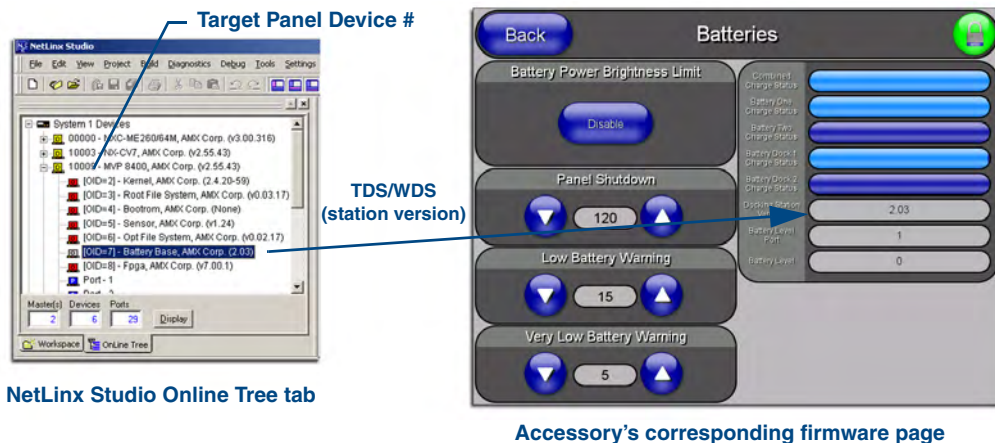 Target Panel Device #
NetLinx Studio
File Edit View Project Build Diagnostics Debug Tools Settings
System 1 Devices
00000 - NXC-ME260/64M, AMX Corp. (v3.00.316)
10003 - NX-CV7, AMX Corp. (v2.55.43)
10009 - MVP 8400, AMX Corp. (v2.55.43)
[OID=2] - Kernel, AMX Corp. (2.4.20-59)
[OID=3] - Root File System, AMX Corp. (v0.03.17)
[OID=4] - Bootrom, AMX Corp. (None)
[OID=5] - Sensor, AMX Corp. (v1.24)
[OID=6] - Opt File System, AMX Corp. (v0.02.17)
[OID=7] - Battery Base, AMX Corp. (2.03)
[OID=8] - Fpga, AMX Corp. (v7.00.1)
Port - 1
Master(s) Devices Ports
2 6 29 Display
Workspace OnLine Tree
NetLinx Studio Online Tree tab
TDS/WDS
(station version)
Back Batteries
Battery Power Brightness Limit
Disable
Panel Shutdown
120
Low Battery Warning
15
Very Low Battery Warning
5
Combined
Charge Status
Battery One
Charge Status
Battery Two
Charge Status
Battery Dock 1
Charge Status
Battery Dock 2
Charge Status
Docking Station
2.03
Battery Level
Port
1
Battery Level
0
Accessory's corresponding firmware page